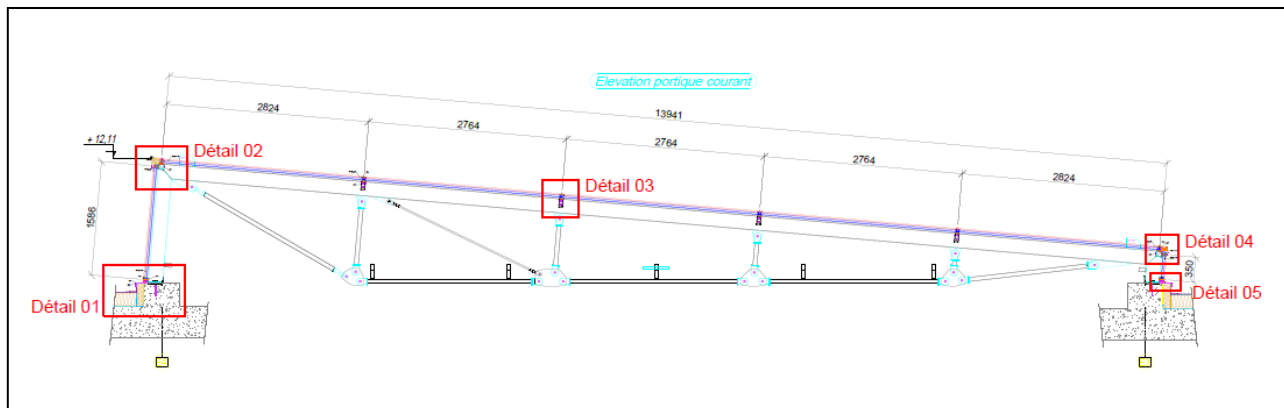 Elevation portique courant
13941
2824
2764
2764
2764
2824
+ 12,11
Détail 02
Détail 03
Détail 04
1586
350
Détail 01
Détail 05